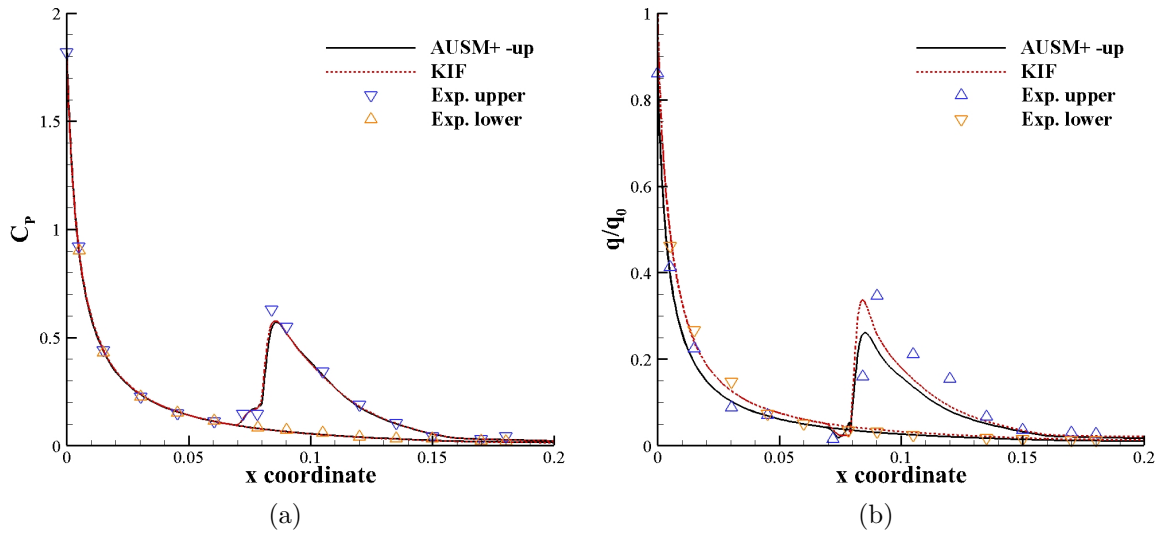 2
1.5
1
0.5
0
0
0.05
0.1
0.15
0.2
C_P
x coordinate
AUSM+ -up
KIF
Exp. upper
Exp. lower
(a)
1
0.8
0.6
0.4
0.2
0
0
0.05
0.1
0.15
0.2
q/q_0
x coordinate
AUSM+ -up
KIF
Exp. upper
Exp. lower
(b)